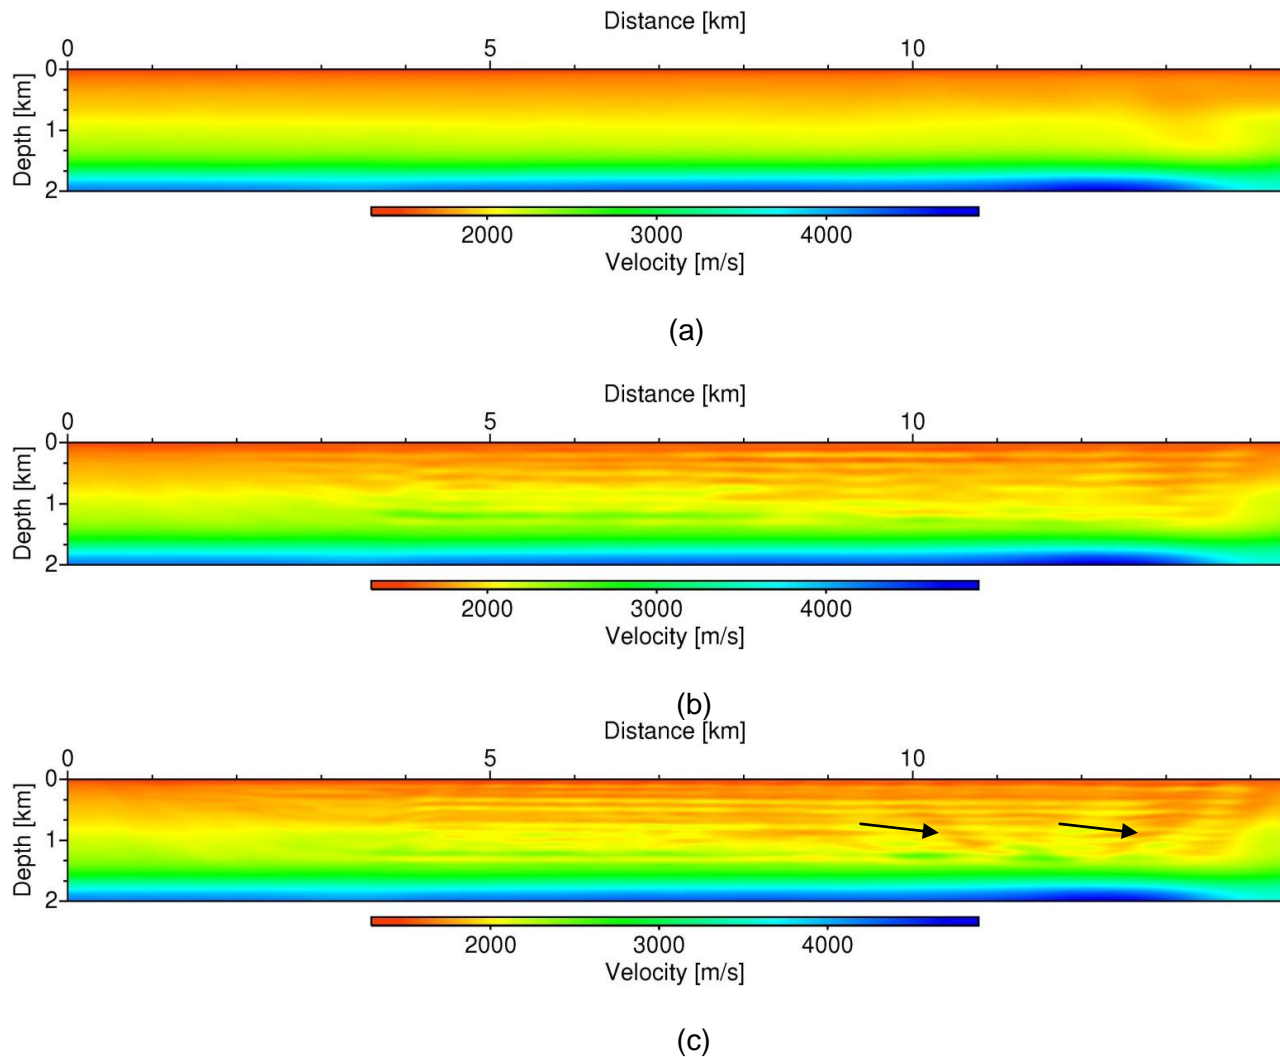 Distance [km]
0 5 10
0
Depth [km]
1
2
2000 3000 4000
Velocity [m/s]
(a)
Distance [km]
0 5 10
0
Depth [km]
1
2
2000 3000 4000
Velocity [m/s]
(b)
Distance [km]
0 5 10
0
Depth [km]
1
2
2000 3000 4000
Velocity [m/s]
(c)